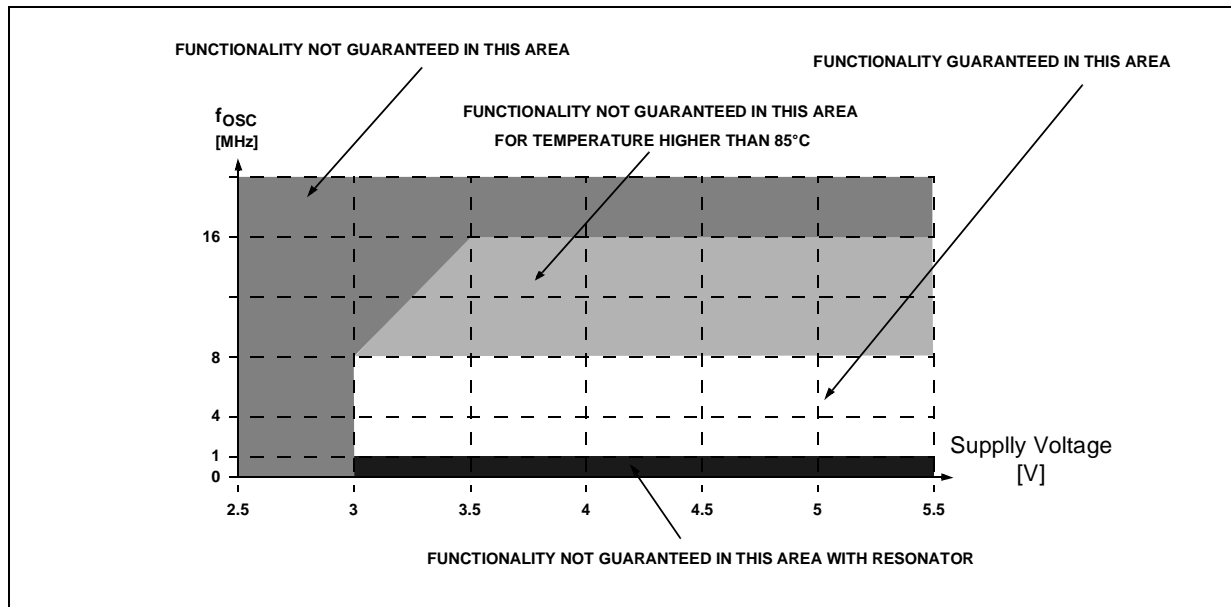 FUNCTIONALITY NOT GUARANTEED IN THIS AREA
FUNCTIONALITY GUARANTEED IN THIS AREA
FUNCTIONALITY NOT GUARANTEED IN THIS AREA
FOR TEMPERATURE HIGHER THAN 85°C
fOSC
[MHz]
16
8
4
1
0
2.5 3 3.5 4 4.5 5 5.5
Supplly Voltage
[V]
FUNCTIONALITY NOT GUARANTEED IN THIS AREA WITH RESONATOR